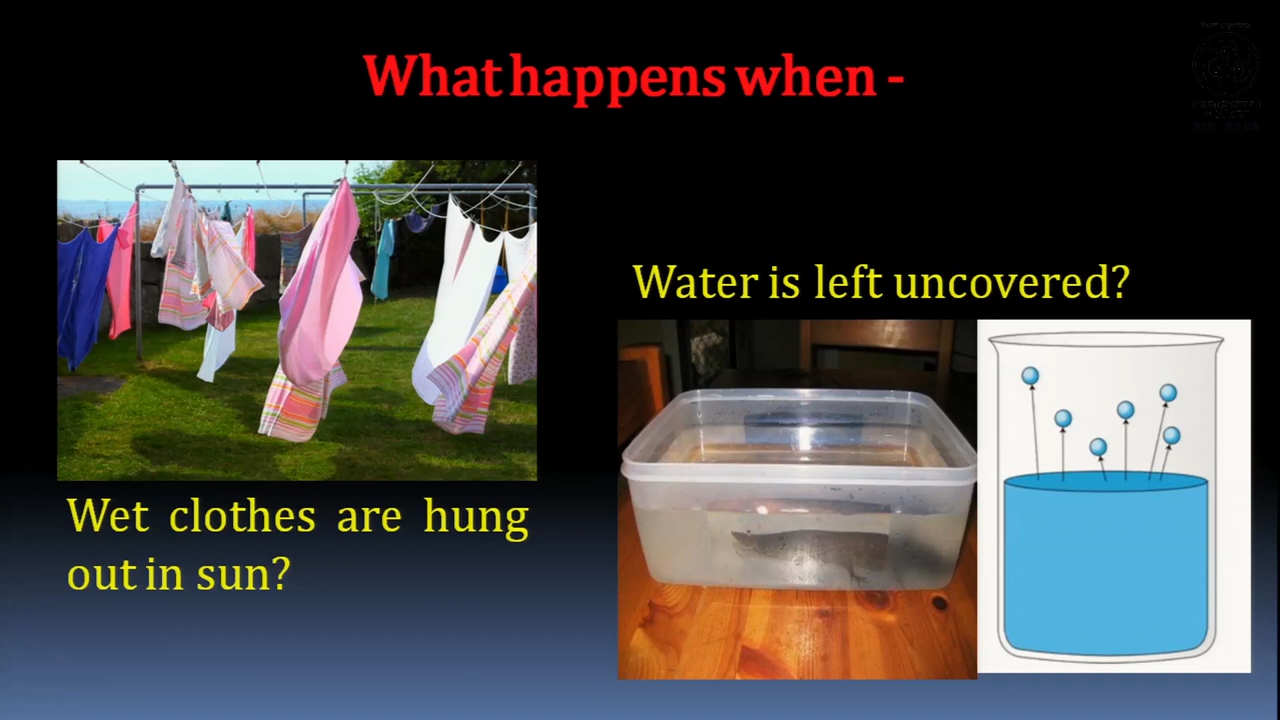 What happens when -
Wet clothes are hung
out in sun?
Water is left uncovered?